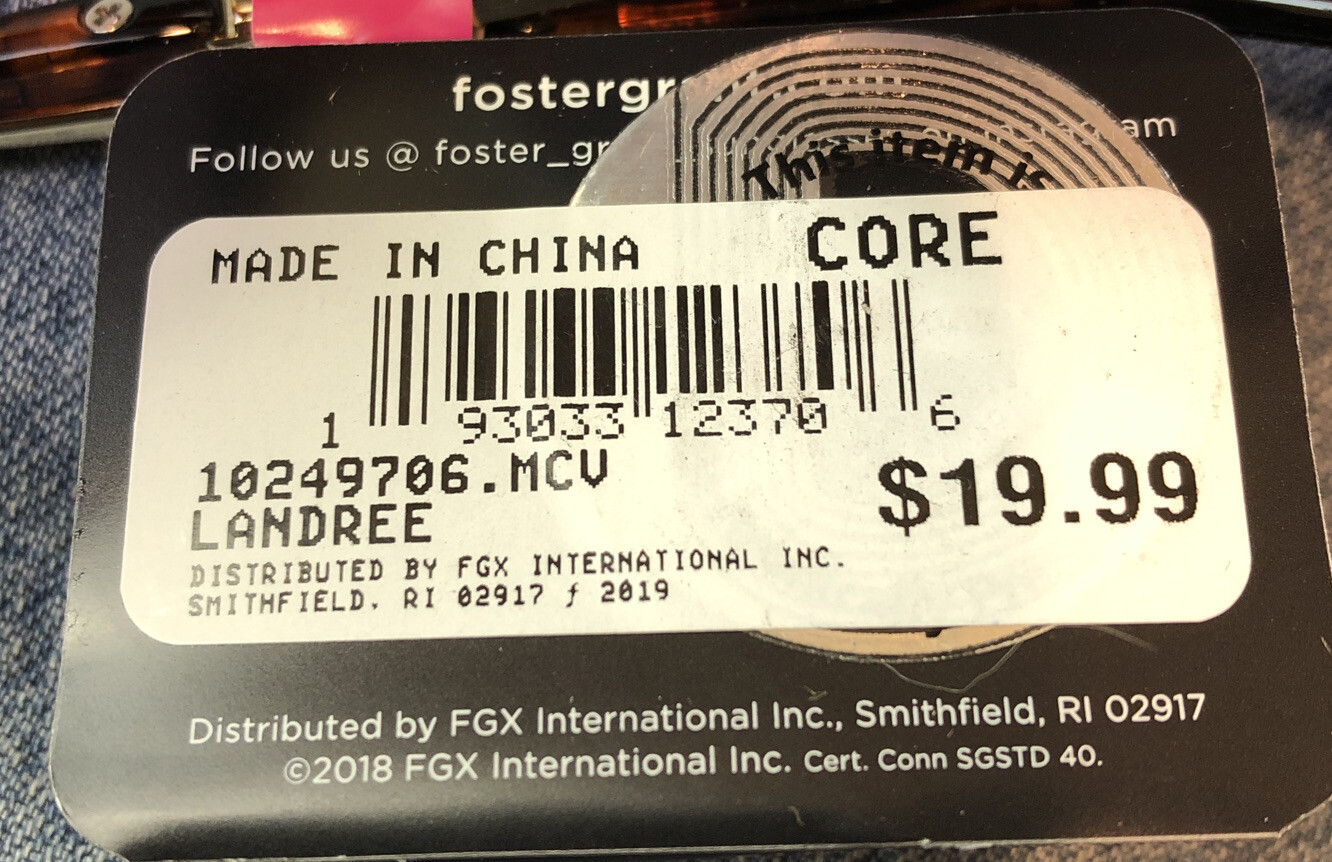 fostergr
Follow us @ foster_gr am
This item is
MADE IN CHINA CORE
1 93033 12370 6
10249706.MCV
LANDREE
$19.99
DISTRIBUTED BY FGX INTERNATIONAL INC.
SMITHFIELD, RI 02917 ƒ 2019
Distributed by FGX International Inc., Smithfield, RI 02917
©2018 FGX International Inc. Cert. Conn SGSTD 40.